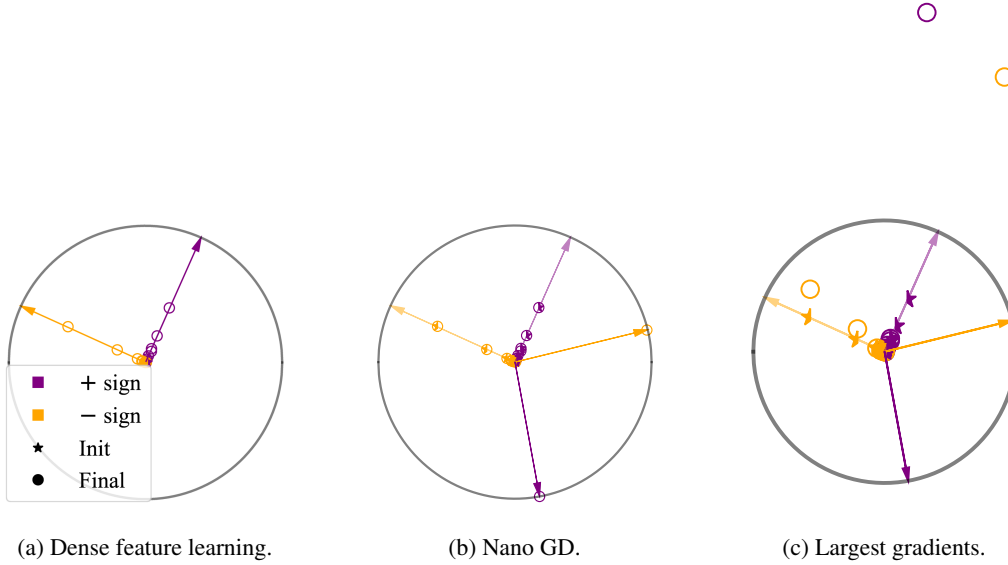 + sign
− sign
Init
Final
(a) Dense feature learning.
(b) Nano GD.
(c) Largest gradients.